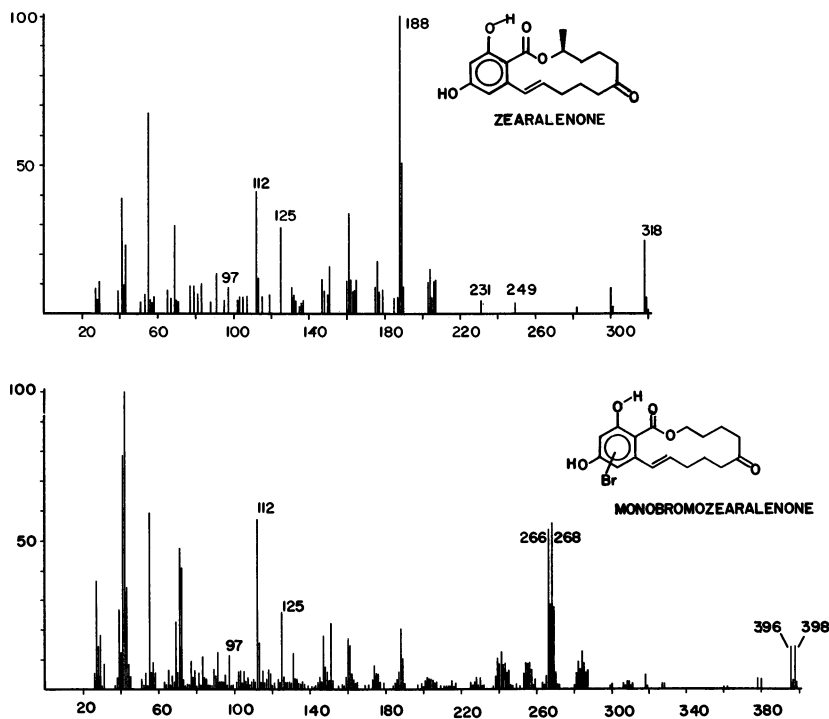 100
50
188
112
125
97
231
249
318
O H
O
O
HO
O
ZEARALENONE
20 60 100 140 180 220 260 300
100
50
112
125
97
266 268
396 398
O H
O
O
HO
Br
O
MONOBROMOZEARALENONE
20 60 100 140 180 220 260 300 340 380